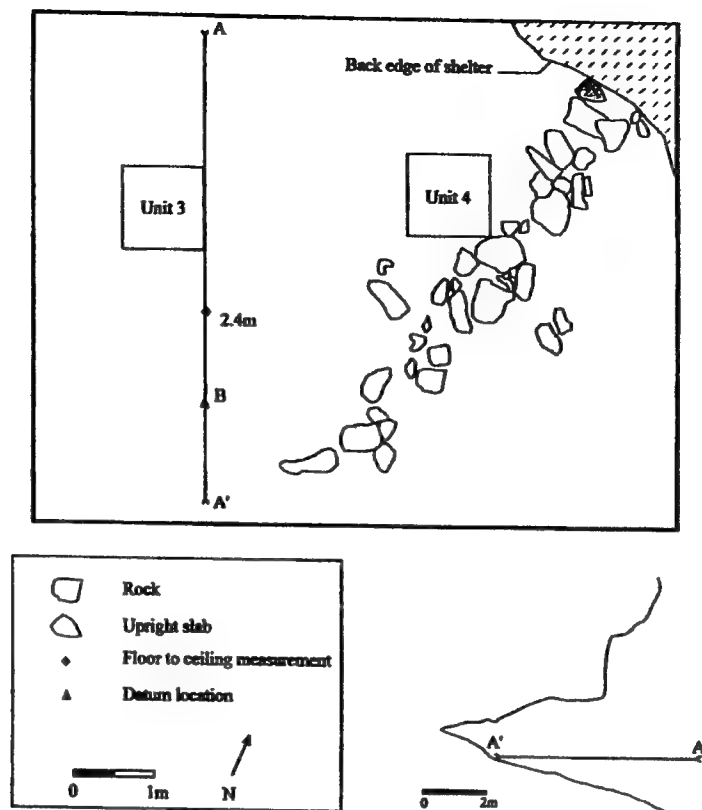 A
Back edge of shelter
Unit 3
Unit 4
2.4m
B
A'
Rock
Upright slab
Floor to ceiling measurement
Datum location
0 1m
N
A' A
0 2m